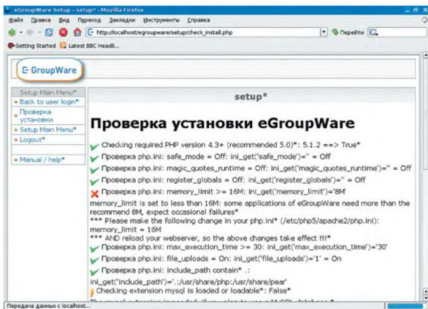 eGroupWare Setup - setup* - Mozilla Firefox
Файл Правка Вид Переход Закладки Инструменты Справка
http://localhost/egroupware/setup/check_install.php
Перейти
Getting Started Latest BBC Headli...
GroupWare
Setup Main Menu*
Back to user login*
Проверка
установки
Setup Main Menu*
Logout*
Manual / help*
setup*
Проверка установки eGroupWare
Checking required PHP version 4.3+ (recommended 5.0)*: 5.1.2 ==> True*
Проверка php.ini: safe_mode = Off: ini_get('safe_mode')='' = Off
Проверка php.ini: magic_quotes_runtime = Off: ini_get('magic_quotes_runtime')='' = Off
Проверка php.ini: register_globals = Off: ini_get('register_globals')='' = Off
Проверка php.ini: memory_limit >= 16M: ini_get('memory_limit')='8M'
memory_limit is set to less than 16M: some applications of eGroupWare need more than the
recommend 8M, expect occasional failures*
*** Please make the following change in your php.ini* (/etc/php5/apache2/php.ini):
memory_limit = 16M
*** AND reload your webserver, so the above changes take effect !!!*
Проверка php.ini: max_execution_time >= 30: ini_get('max_execution_time')='30'
Проверка php.ini: file_uploads = On: ini_get('file_uploads')='1' = On
Проверка php.ini: include_path contain* .:
ini_get('include_path')='.:/usr/share/php:/usr/share/pear'
Checking extension mysql is loaded or loadable*: False*
Передача данных с localhost...